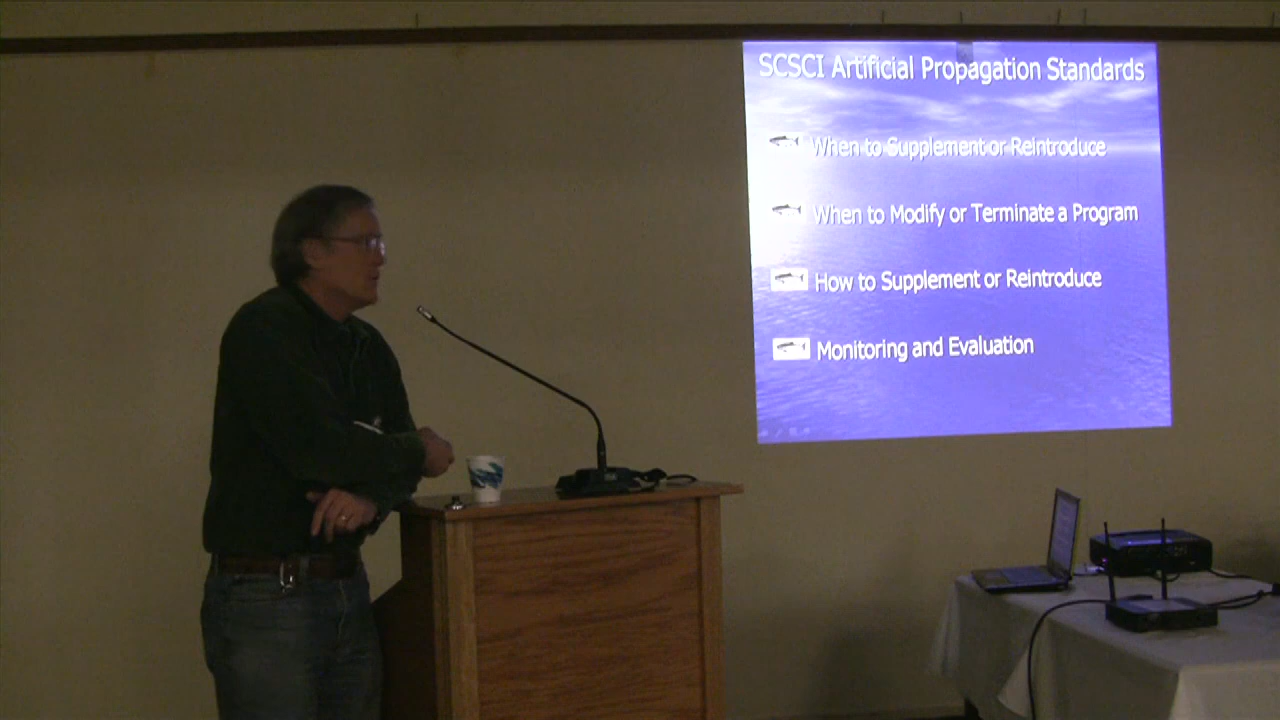 SCSCI Artificial Propagation Standards
When to Supplement or Reintroduce
When to Modify or Terminate a Program
How to Supplement or Reintroduce
Monitoring and Evaluation